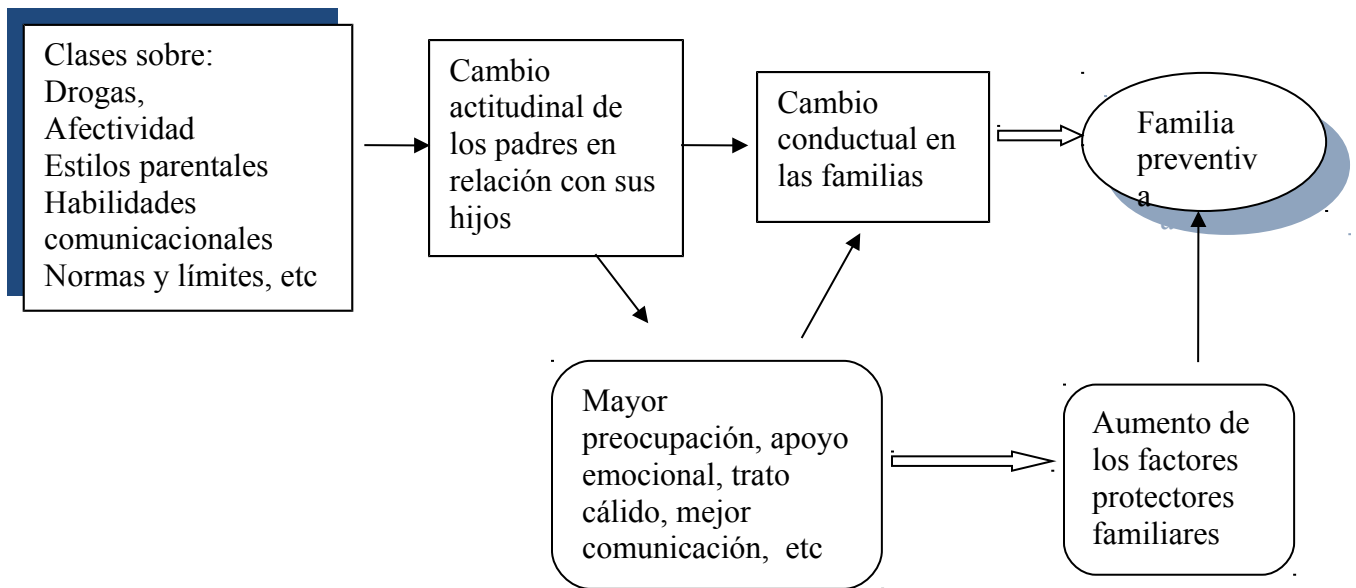 Clases sobre:
Drogas,
Afectividad
Estilos parentales
Habilidades
comunicacionales
Normas y límites, etc
Cambio
actitudinal de
los padres en
relación con sus
hijos
Cambio
conductual en
las familias
Familia
preventiv
a
Mayor
preocupación, apoyo
emocional, trato
cálido, mejor
comunicación, etc
Aumento de
los factores
protectores
familiares